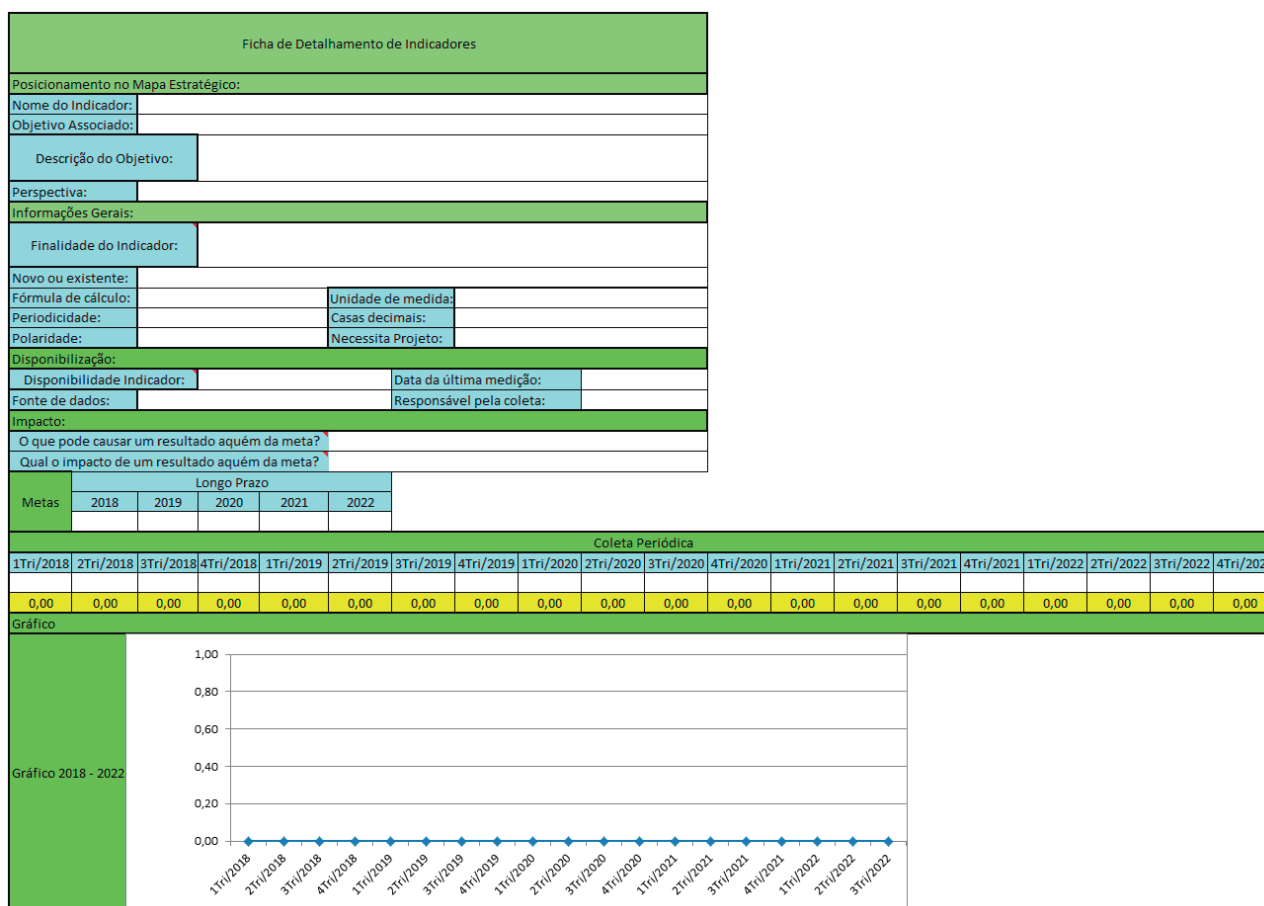 Ficha de Detalhamento de Indicadores
Posicionamento no Mapa Estratégico:
Nome do Indicador:
Objetivo Associado:
Descrição do Objetivo:
Perspectiva:
Informações Gerais:
Finalidade do Indicador:
Novo ou existente:
Fórmula de cálculo: Unidade de medida:
Periodicidade: Casas decimais:
Polaridade: Necessita Projeto:
Disponibilização:
Disponibilidade Indicador: Data da última medição:
Fonte de dados: Responsável pela coleta:
Impacto:
O que pode causar um resultado aquém da meta?
Qual o impacto de um resultado aquém da meta?
Longo Prazo
Metas 2018 2019 2020 2021 2022
Coleta Periódica
1Tri/2018 2Tri/2018 3Tri/2018 4Tri/2018 1Tri/2019 2Tri/2019 3Tri/2019 4Tri/2019 1Tri/2020 2Tri/2020 3Tri/2020 4Tri/2020 1Tri/2021 2Tri/2021 3Tri/2021 4Tri/2021 1Tri/2022 2Tri/2022 3Tri/2022 4Tri/202
0,00 0,00 0,00 0,00 0,00 0,00 0,00 0,00 0,00 0,00 0,00 0,00 0,00 0,00 0,00 0,00 0,00 0,00 0,00 0,00
Gráfico
Gráfico 2018 - 2022
1,00
0,80
0,60
0,40
0,20
0,00
1Tri/2018 2Tri/2018 3Tri/2018 4Tri/2018 1Tri/2019 2Tri/2019 3Tri/2019 4Tri/2019 1Tri/2020 2Tri/2020 3Tri/2020 4Tri/2020 1Tri/2021 2Tri/2021 3Tri/2021 4Tri/2021 1Tri/2022 2Tri/2022 3Tri/2022